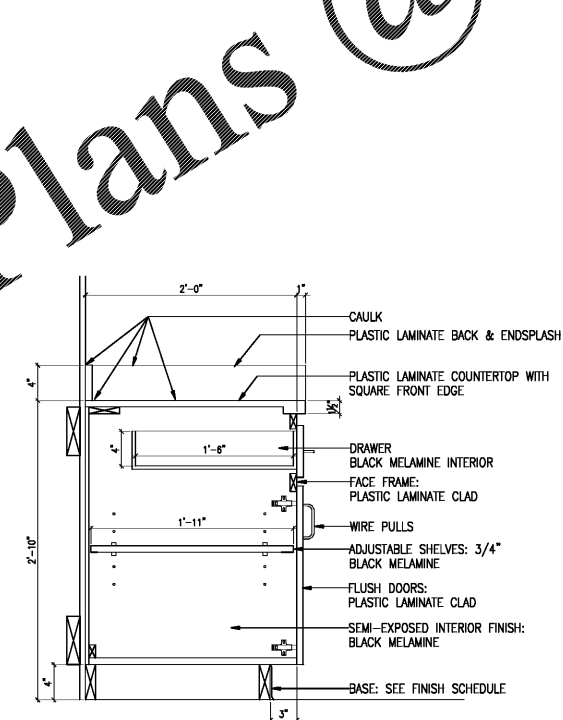 Plans @
2'-0" 1"
CAULK
PLASTIC LAMINATE BACK & ENDSPLASH
4"
PLASTIC LAMINATE COUNTERTOP WITH
SQUARE FRONT EDGE
1½"
4"
1'-6"
DRAWER
BLACK MELAMINE INTERIOR
FACE FRAME:
PLASTIC LAMINATE CLAD
1'-11"
WIRE PULLS
2'-10"
ADJUSTABLE SHELVES: 3/4"
BLACK MELAMINE
FLUSH DOORS:
PLASTIC LAMINATE CLAD
SEMI-EXPOSED INTERIOR FINISH:
BLACK MELAMINE
4"
BASE: SEE FINISH SCHEDULE
3"